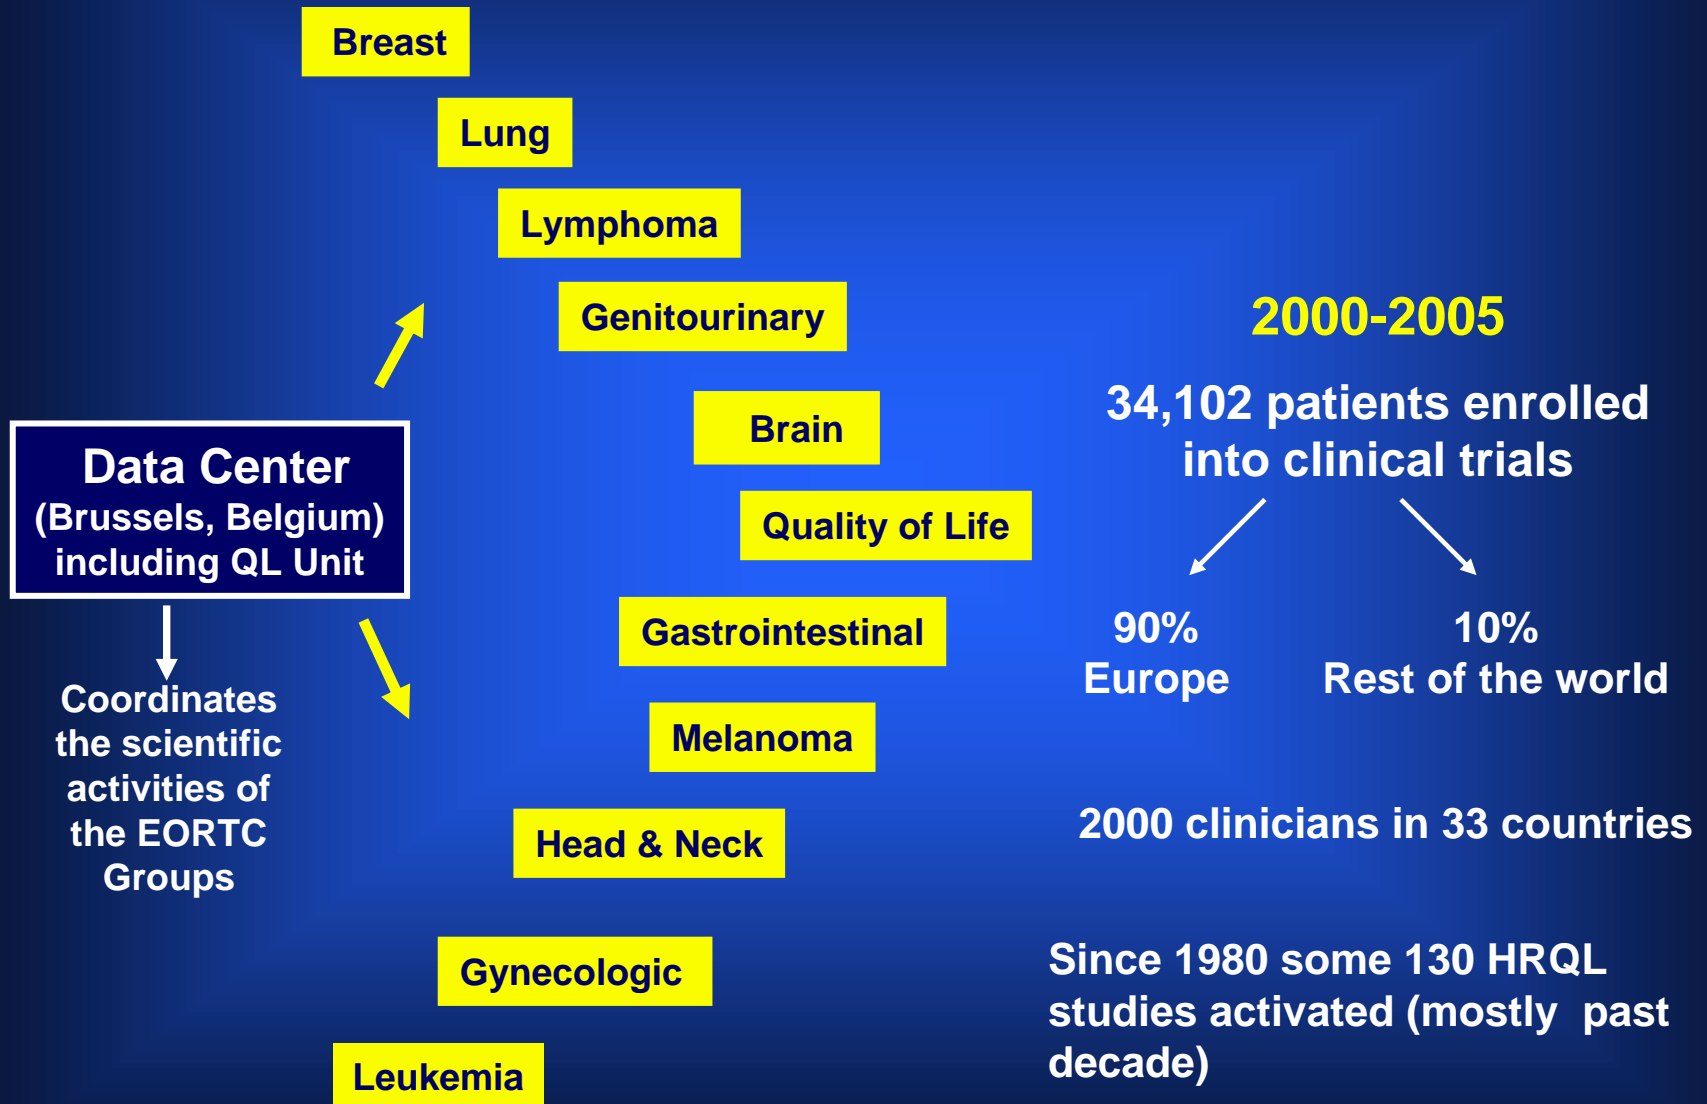 Breast
Lung
Lymphoma
Genitourinary
Brain
Quality of Life
Gastrointestinal
Melanoma
Head & Neck
Gynecologic
Leukemia
Data Center
(Brussels, Belgium)
including QL Unit
Coordinates
the scientific
activities of
the EORTC
Groups
2000-2005
34,102 patients enrolled
into clinical trials
90%
Europe
10%
Rest of the world
2000 clinicians in 33 countries
Since 1980 some 130 HRQL
studies activated (mostly past
decade)